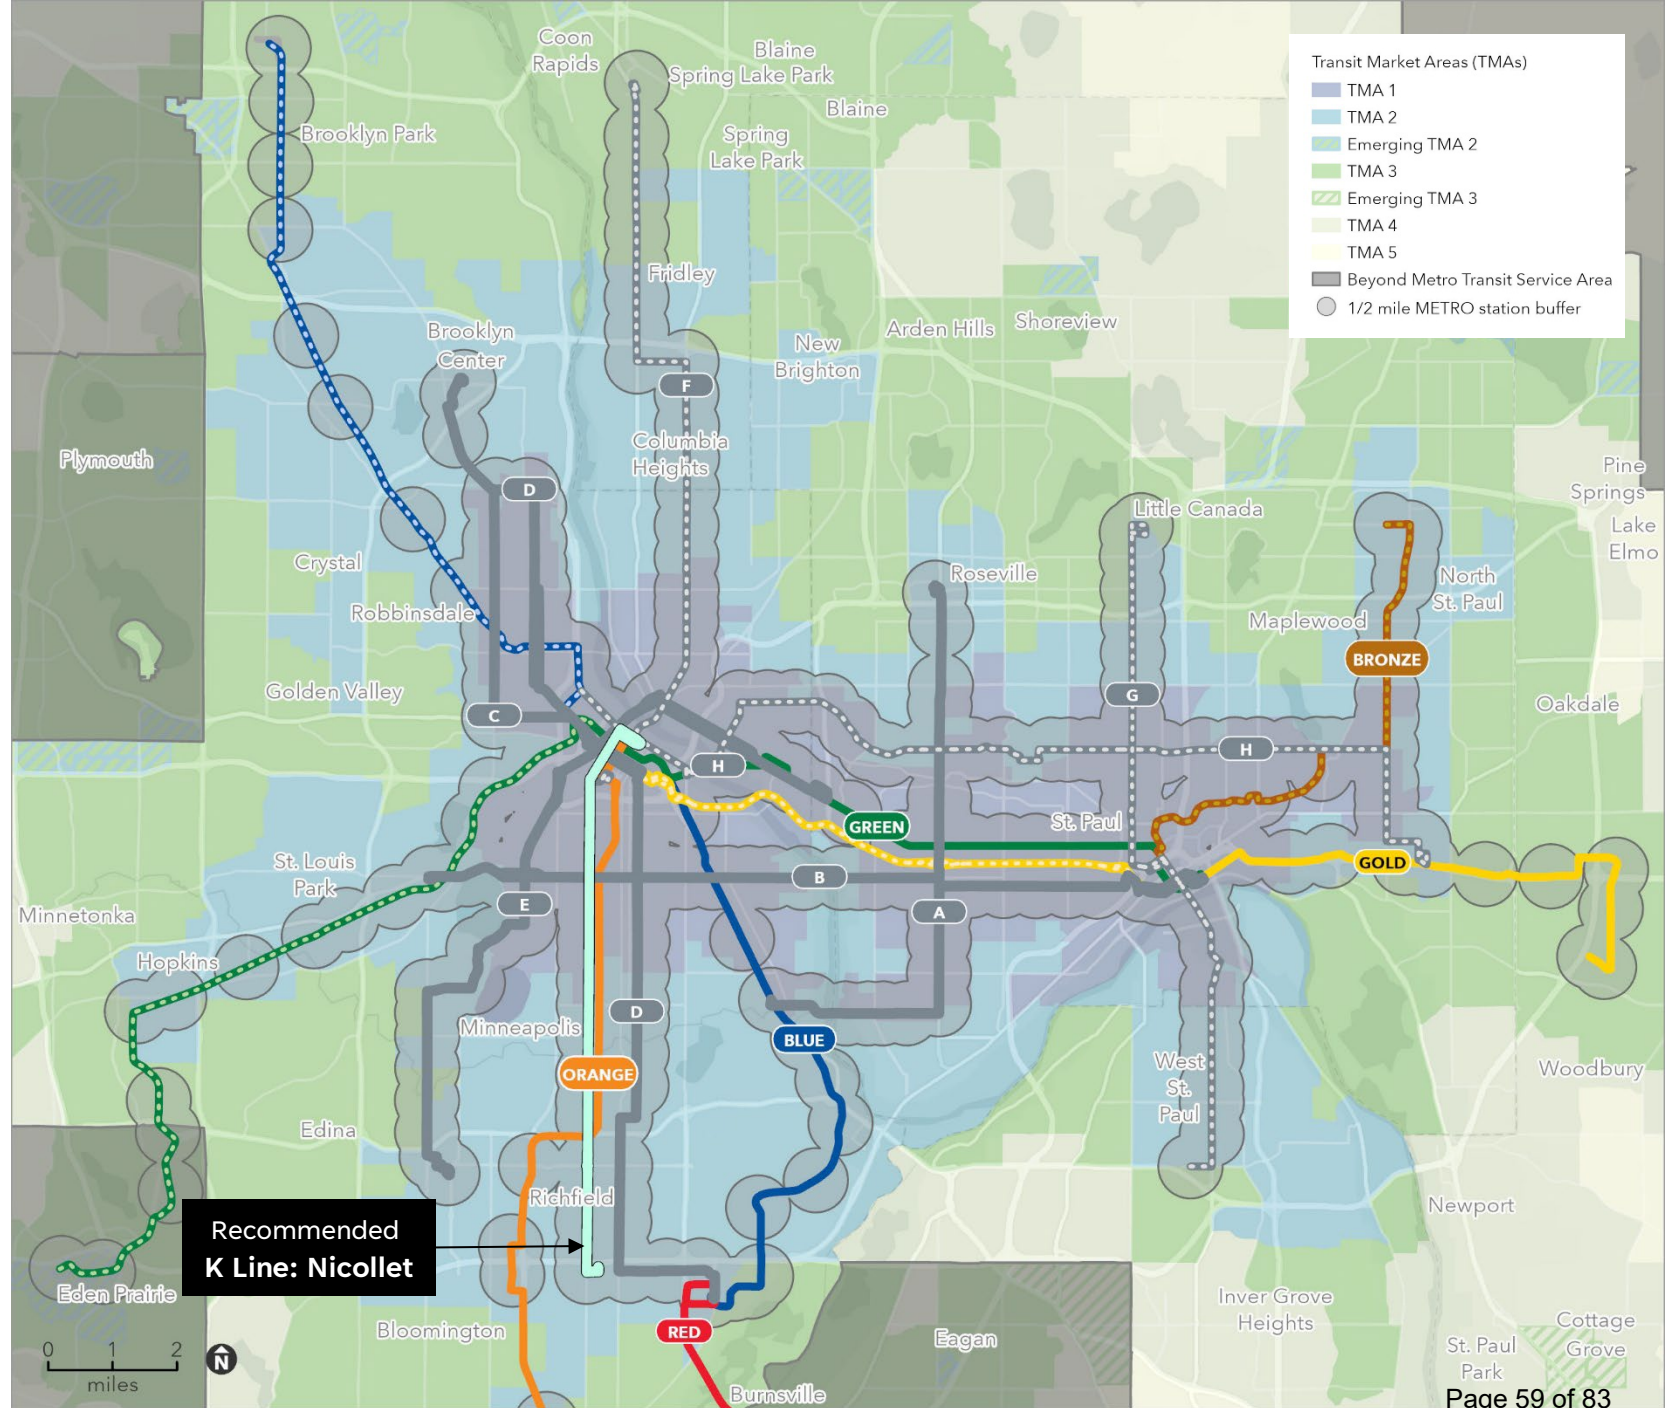 Coon
Rapids
Blaine
Spring Lake Park
Blaine
Spring
Lake Park
Brooklyn Park
Transit Market Areas (TMAs)
TMA 1
TMA 2
Emerging TMA 2
TMA 3
Emerging TMA 3
TMA 4
TMA 5
Beyond Metro Transit Service Area
1/2 mile METRO station buffer
Fridley
Brooklyn
Center
New
Brighton
Arden Hills
Shoreview
F
Columbia
Heights
Plymouth
Pine
Springs
D
Little Canada
Lake
Elmo
Crystal
Roseville
North
St. Paul
Robbinsdale
Maplewood
BRONZE
Golden Valley
G
Oakdale
C
H
H
GREEN
St. Paul
St. Louis
Park
GOLD
B
E
A
Minnetonka
Hopkins
Minneapolis
D
BLUE
ORANGE
West
St.
Paul
Woodbury
Edina
Richfield
Newport
Recommended
K Line: Nicollet
Eden Prairie
Inver Grove
Heights
Bloomington
RED
Eagan
Cottage
Grove
St. Paul
Park
0 1 2
miles
N
Burnsville
Page 59 of 83